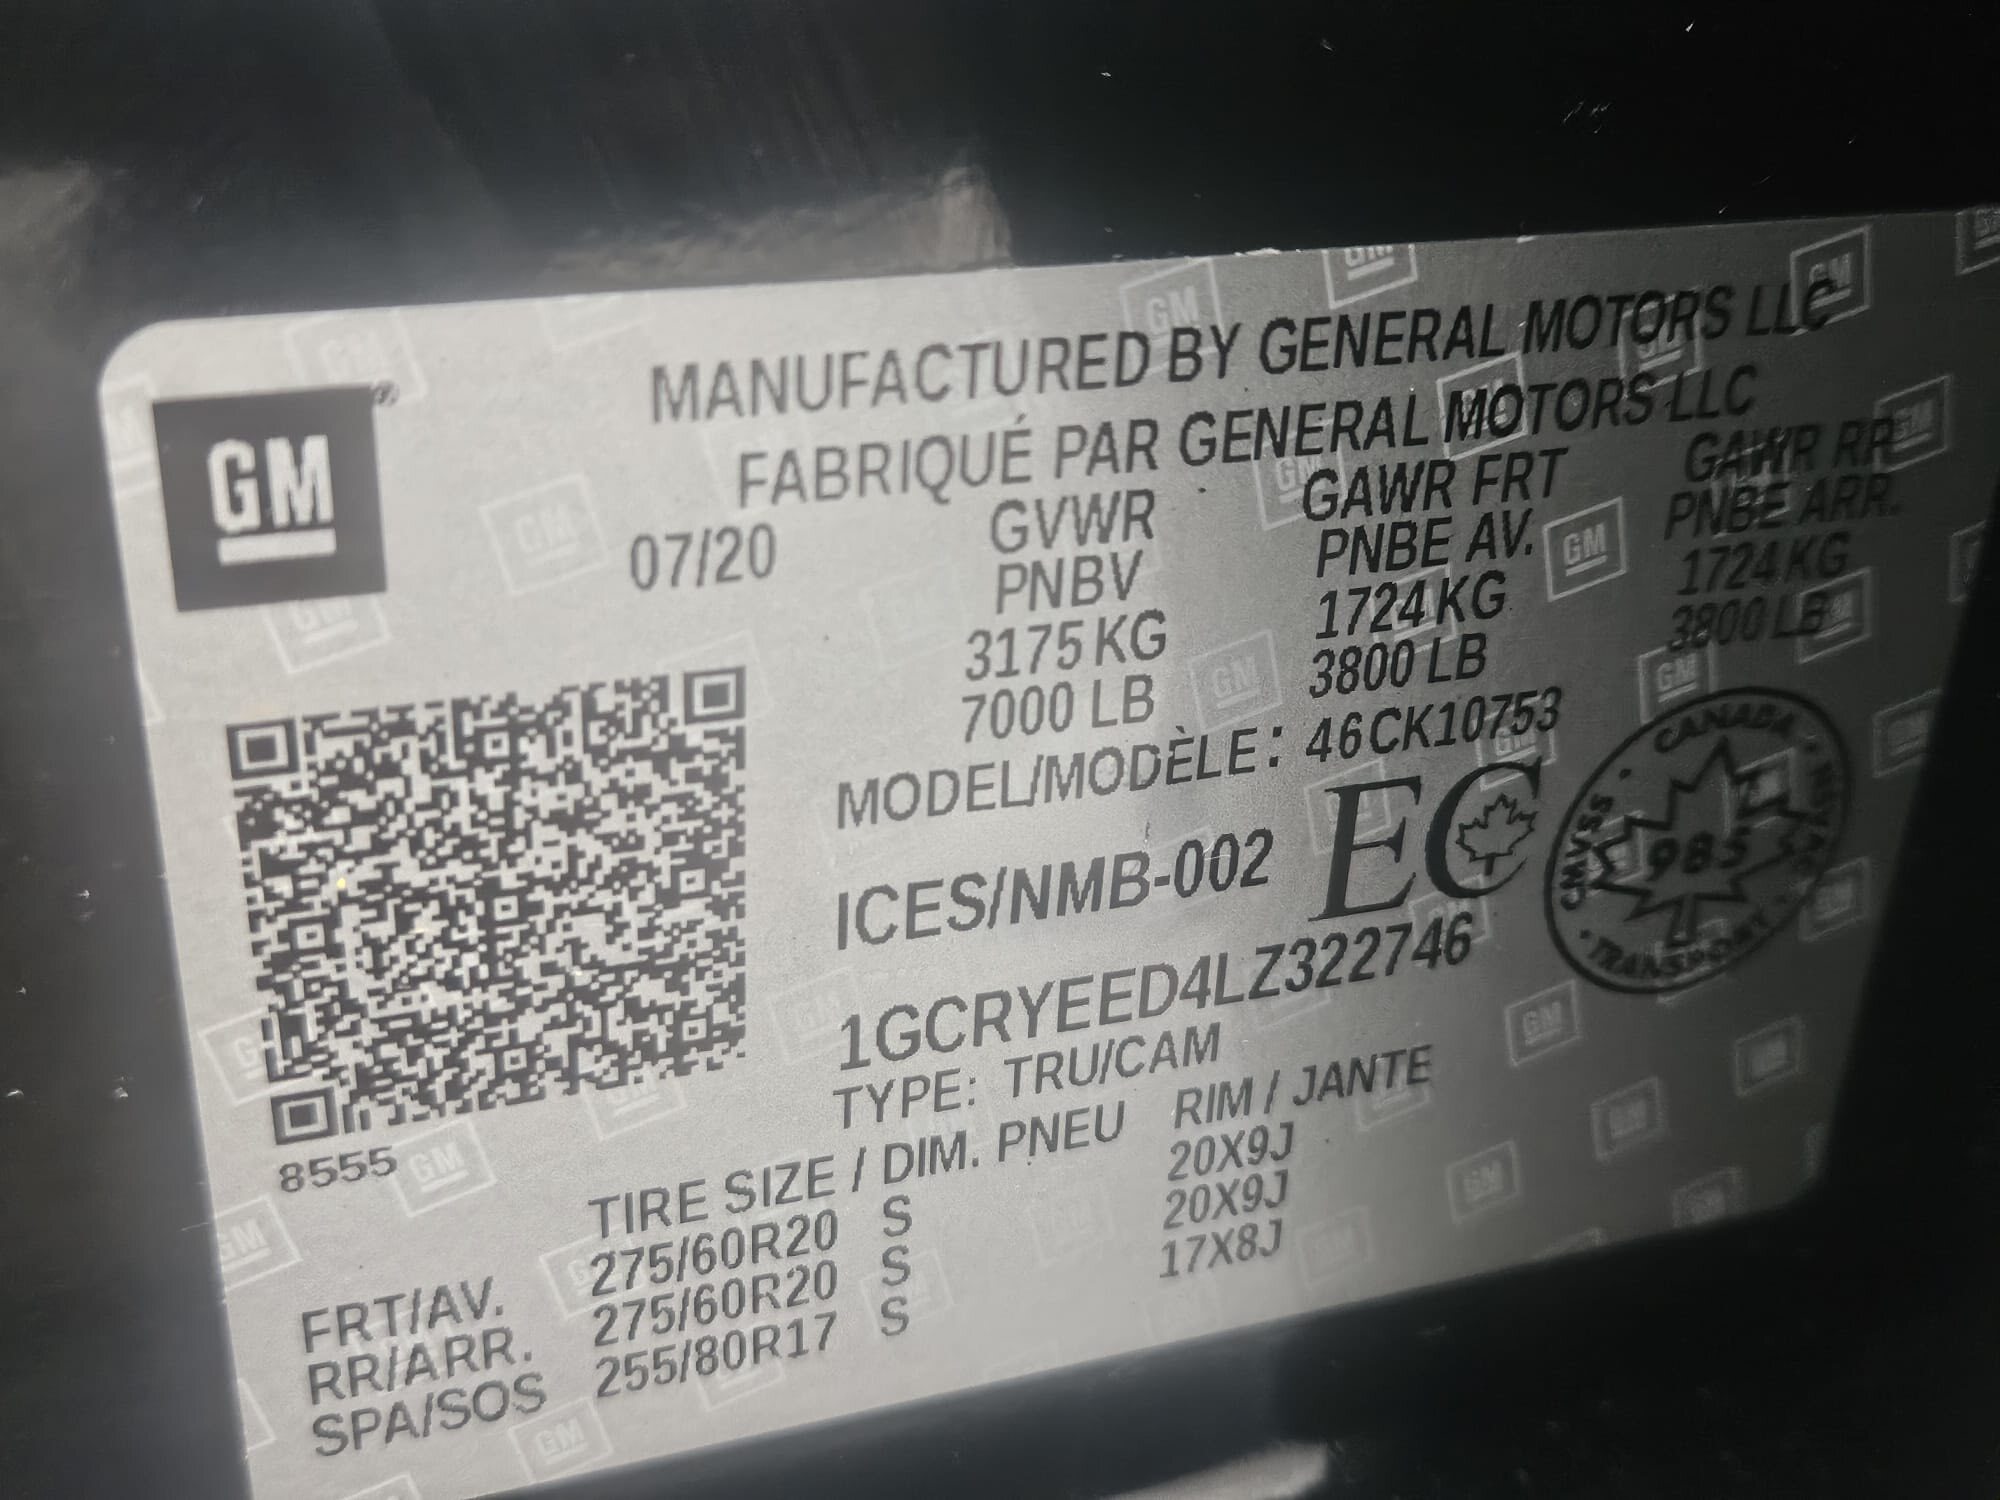 MANUFACTURED BY GENERAL MOTORS LLC
FABRIQUÉ PAR GENERAL MOTORS LLC
GM
®
07/20
GVWR
PNBV
3175 KG
7000 LB
GAWR FRT
PNBE AV.
1724 KG
3800 LB
GAWR RR
PNBE ARR.
1724 KG
3800 LB
MODEL/MODÈLE: 46CK10753
ICES/NMB-002 EC
CANADA • NSVAC • TRANSPORT • CMVSS •
985
1GCRYEED4LZ322746
TYPE: TRU/CAM
8555
TIRE SIZE / DIM. PNEU RIM / JANTE
FRT/AV. 275/60R20 S 20X9J
RR/ARR. 275/60R20 S 20X9J
SPA/SOS 255/80R17 S 17X8J